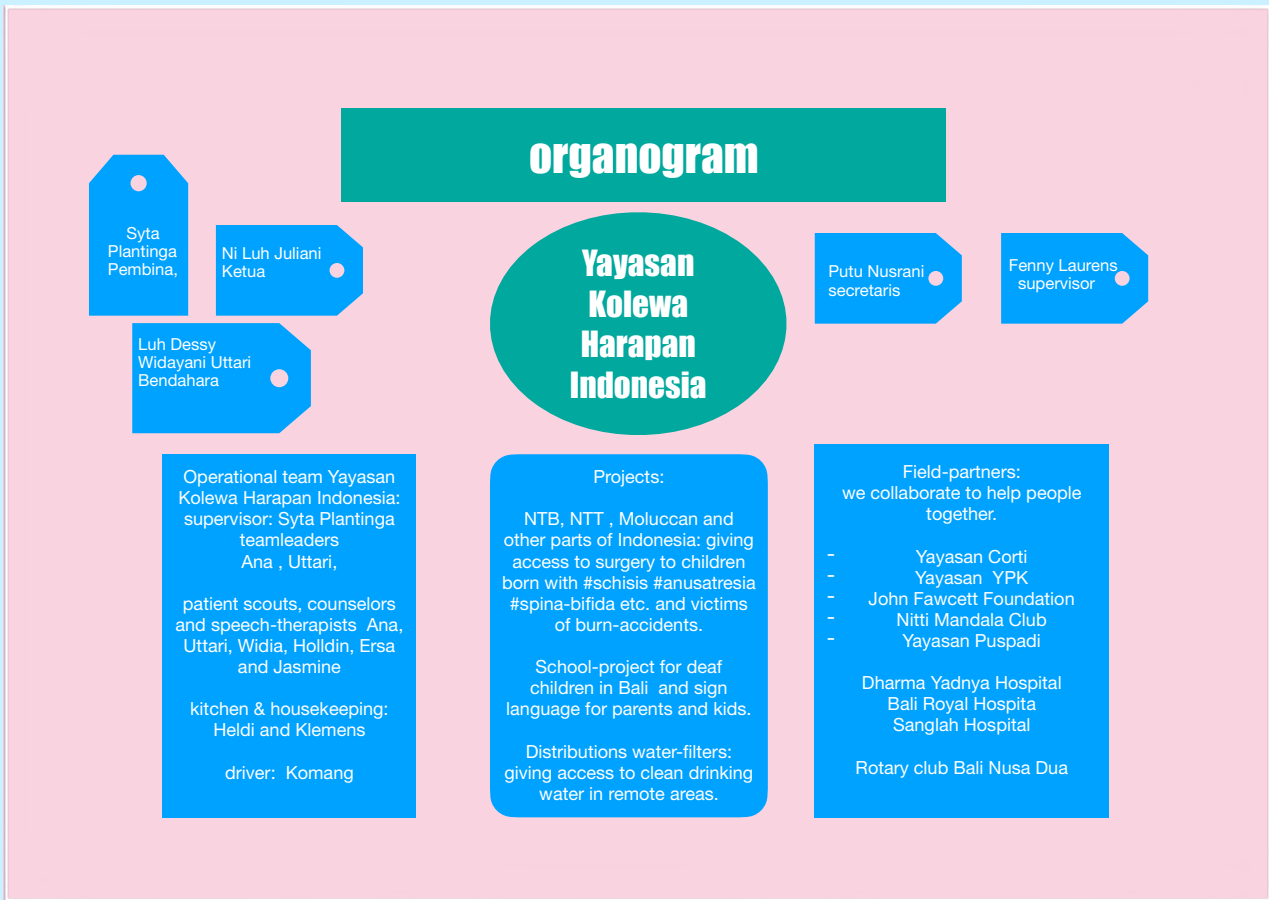 organogram
Syta
Plantinga
Pembina,
Ni Luh Juliani
Ketua
Luh Dessy
Widayani Uttari
Bendahara
Yayasan
Kolewa
Harapan
Indonesia
Putu Nusrani
secretaris
Fenny Laurens
supervisor
Operational team Yayasan
Kolewa Harapan Indonesia:
supervisor: Syta Plantinga
teamleaders
Ana , Uttari,
patient scouts, counselors
and speech-therapists  Ana,
Uttari, Widia, Holldin, Ersa
and Jasmine
kitchen & housekeeping:
Heldi and Klemens
driver:  Komang
Projects:
NTB, NTT , Moluccan and
other parts of Indonesia: giving
access to surgery to children
born with #schisis #anusatresia
#spina-bifida etc. and victims
of burn-accidents.
School-project for deaf
children in Bali  and sign
language for parents and kids.
Distributions water-filters:
giving access to clean drinking
water in remote areas.
Field-partners:
we collaborate to help people
together.
- Yayasan Corti
- Yayasan  YPK
- John Fawcett Foundation
- Nitti Mandala Club
- Yayasan Puspadi
Dharma Yadnya Hospital
Bali Royal Hospita
Sanglah Hospital
Rotary club Bali Nusa Dua